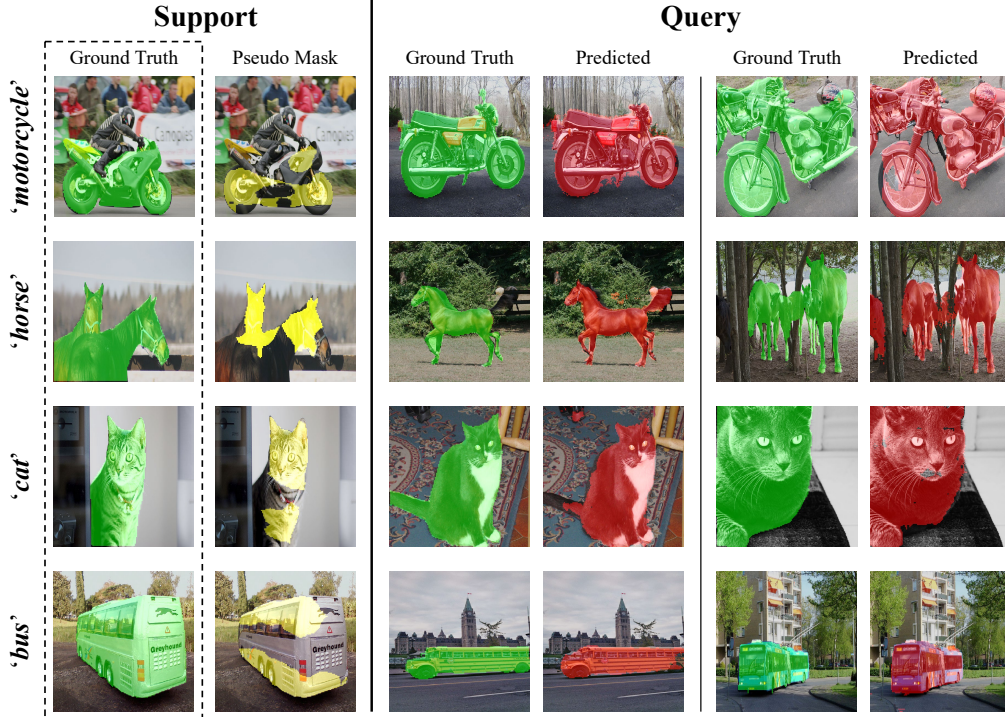 Support
Query
Ground Truth
Pseudo Mask
Ground Truth
Predicted
Ground Truth
Predicted
'motorcycle'
Canopies
'horse'
'cat'
'bus'
Greyhound
Greyhound